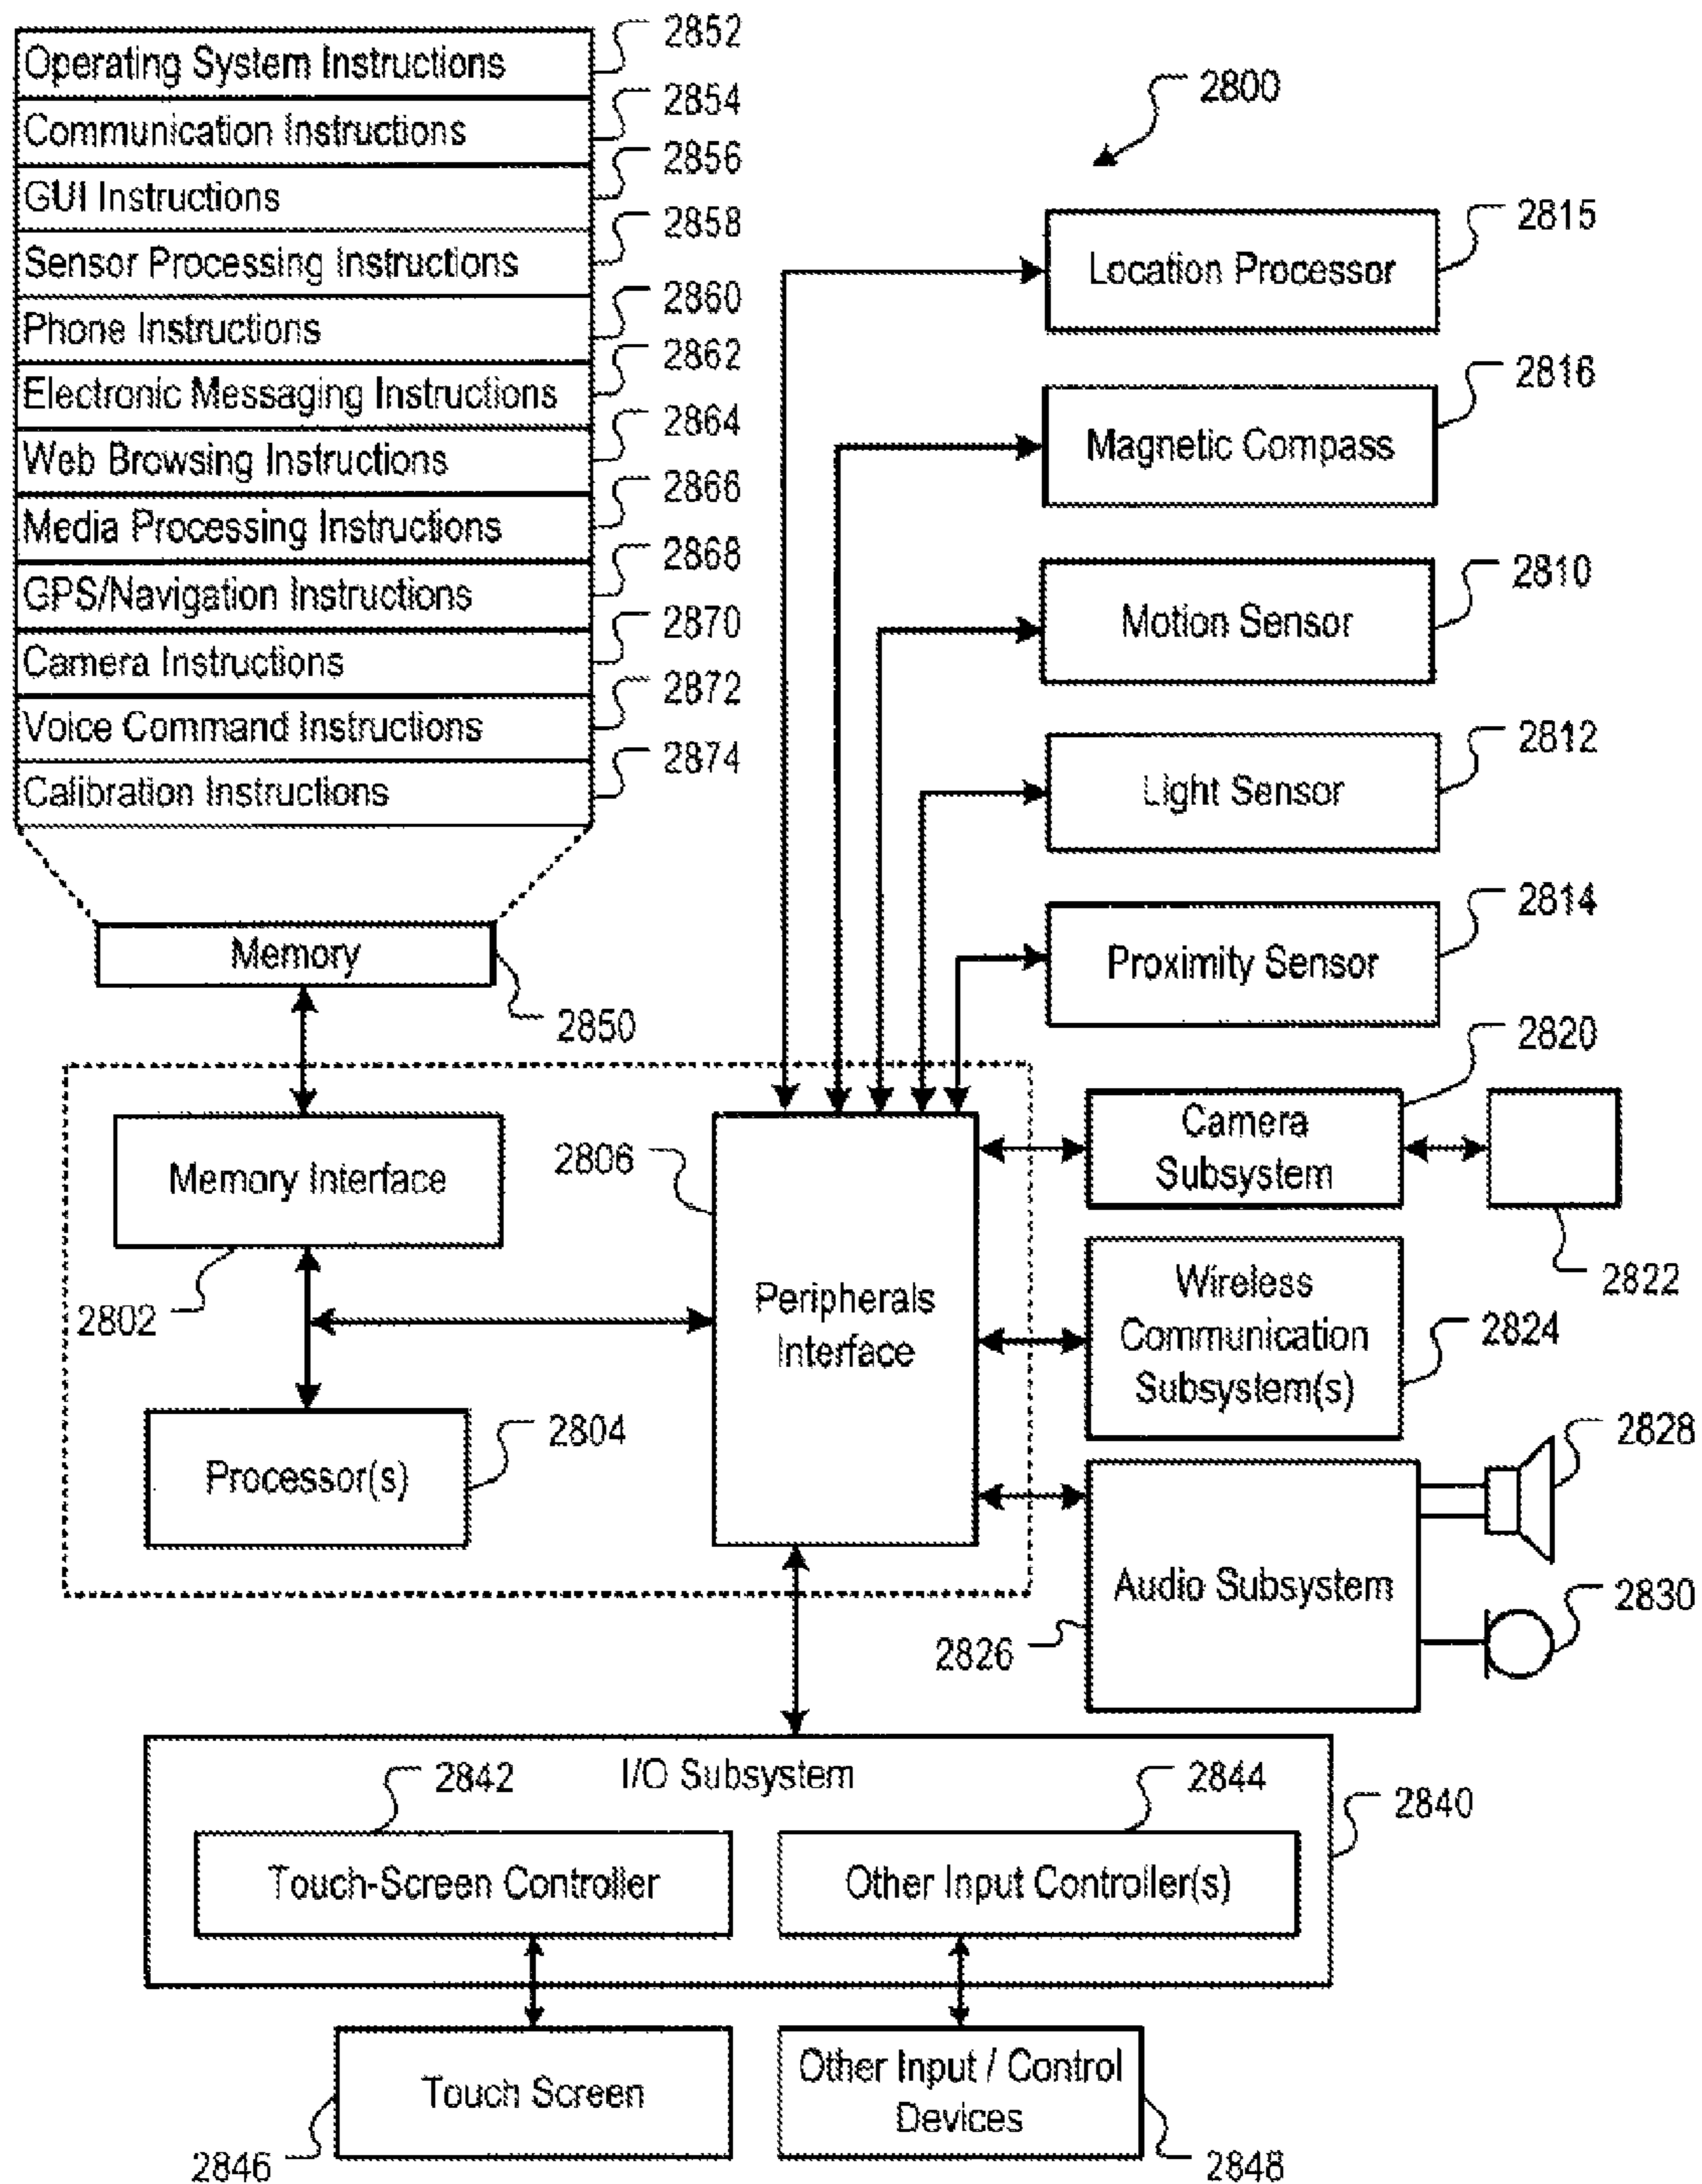 2852
Operating System Instructions
2854
Communication Instructions
2856
GUI Instructions
2858
Sensor Processing Instructions
2860
Phone Instructions
2862
Electronic Messaging Instructions
2864
Web Browsing Instructions
2866
Media Processing Instructions
2868
GPS/Navigation Instructions
2870
Camera Instructions
2872
Voice Command Instructions
2874
Calibration Instructions
Memory
2850
2800
2815
Location Processor
2816
Magnetic Compass
2810
Motion Sensor
2812
Light Sensor
2814
Proximity Sensor
2820
Camera
Subsystem
2822
Memory Interface
2802
2806
Peripherals
Interface
Wireless
Communication
Subsystem(s)
2824
Processor(s)
2804
2828
Audio Subsystem
2826
2830
I/O Subsystem
2842
2844
2840
Touch-Screen Controller
Other Input Controller(s)
Touch Screen
2846
Other Input / Control
Devices
2848